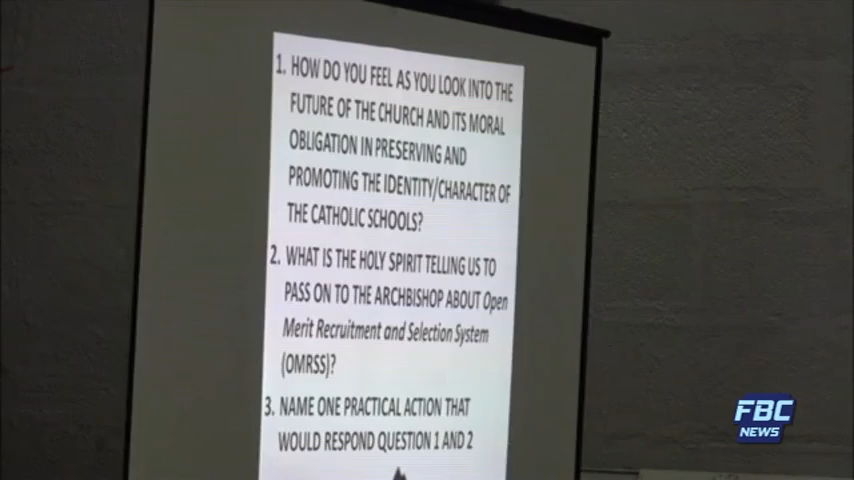 1. HOW DO YOU FEEL AS YOU LOOK INTO THE
FUTURE OF THE CHURCH AND ITS MORAL
OBLIGATION IN PRESERVING AND
PROMOTING THE IDENTITY/CHARACTER OF
THE CATHOLIC SCHOOLS?
2. WHAT IS THE HOLY SPIRIT TELLING US TO
PASS ON TO THE ARCHBISHOP ABOUT Open
Merit Recruitment and Selection System
(OMRSS)?
3. NAME ONE PRACTICAL ACTION THAT
WOULD RESPOND QUESTION 1 AND 2
FBC
NEWS